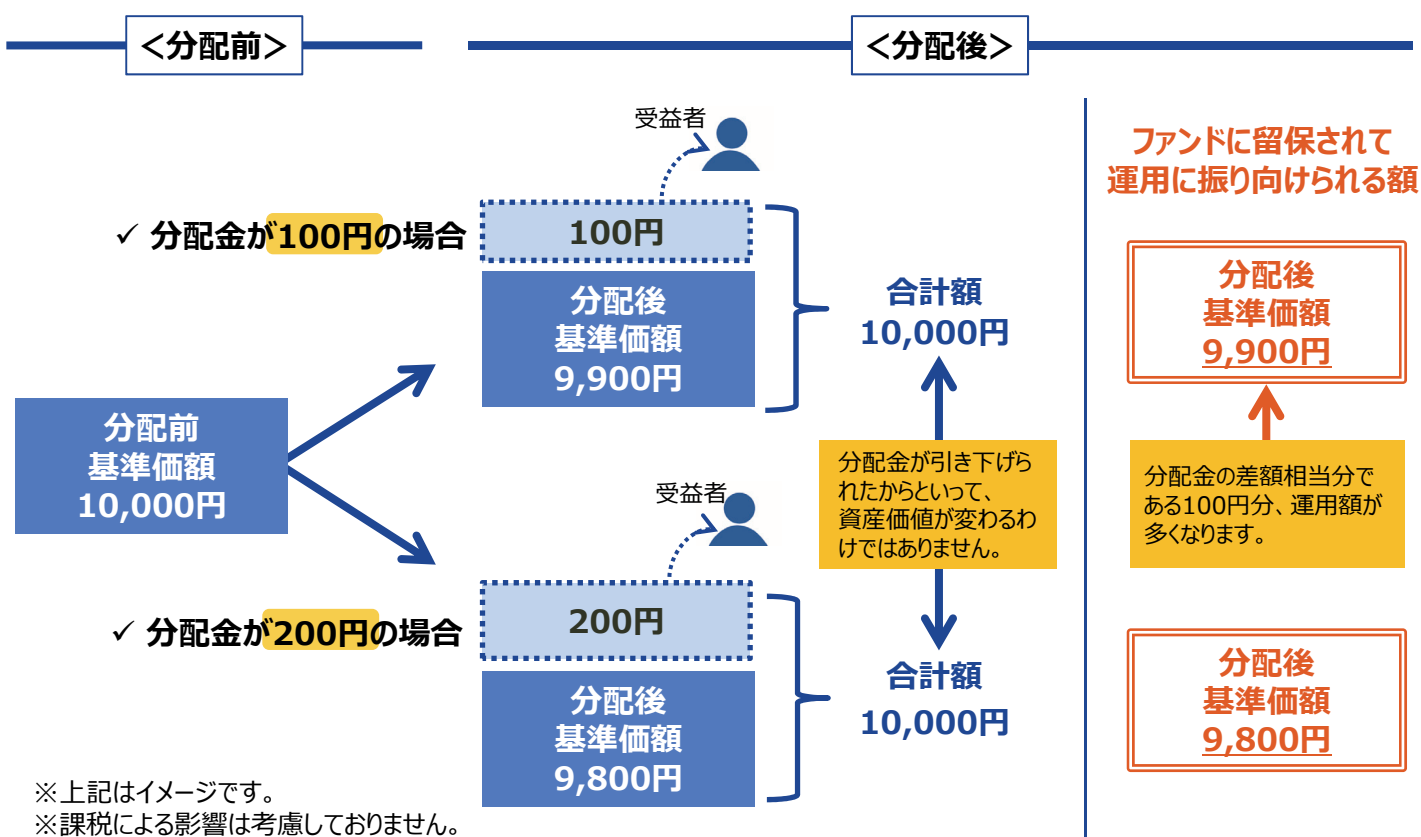 <分配前>
<分配後>
受益者
✓ 分配金が100円の場合
100円
分配後
基準価額
9,900円
合計額
10,000円
ファンドに留保されて
運用に振り向けられる額
分配後
基準価額
9,900円
分配前
基準価額
10,000円
分配金が引き下げら
れたからといって、
資産価値が変わるわ
けではありません。
分配金の差額相当分で
ある100円分、運用額が
多くなります。
受益者
✓ 分配金が200円の場合
200円
分配後
基準価額
9,800円
合計額
10,000円
分配後
基準価額
9,800円
※上記はイメージです。
※課税による影響は考慮しておりません。